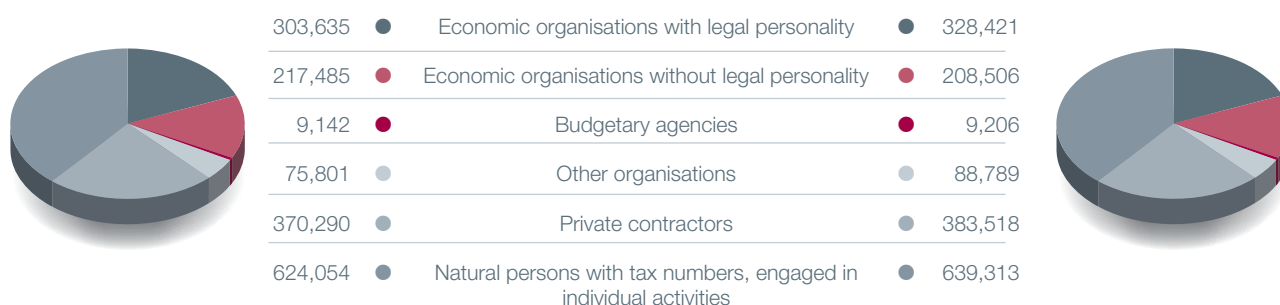 303,635 Economic organisations with legal personality 328,421
217,485 Economic organisations without legal personality 208,506
9,142 Budgetary agencies 9,206
75,801 Other organisations 88,789
370,290 Private contractors 383,518
624,054 Natural persons with tax numbers, engaged in 639,313
individual activities